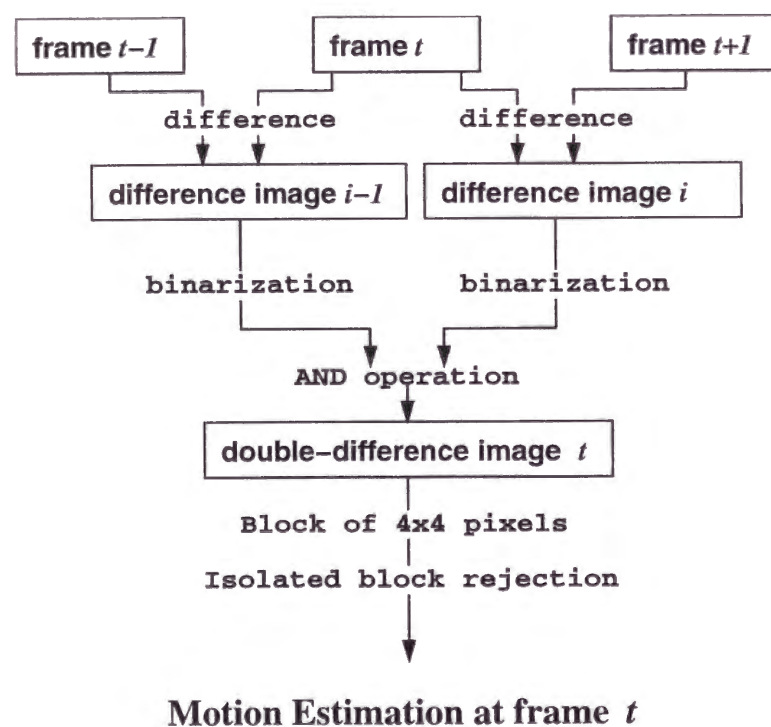 frame t−1 frame t frame t+1
difference difference
difference image i−1 difference image i
binarization binarization
AND operation
double−difference image t
Block of 4x4 pixels
Isolated block rejection
Motion Estimation at frame t